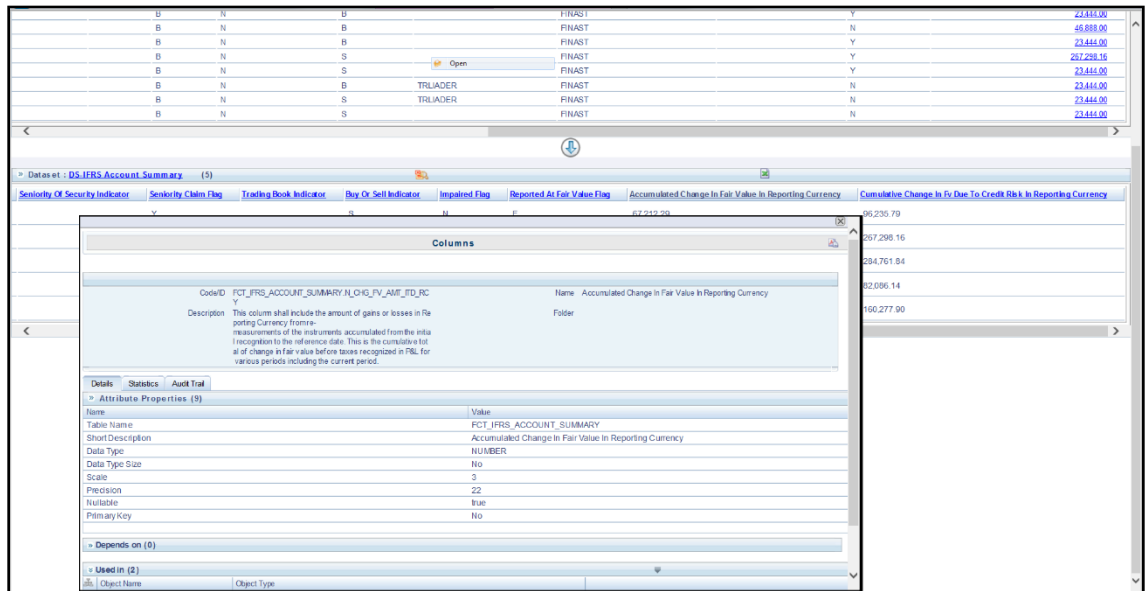 B N B FINAST Y 23,444.00
B N B FINAST N 46,888.00
B N B FINAST Y 23,444.00
B N S FINAST Y 267,298.16
Open
B N S FINAST Y 23,444.00
B N B TRLIADER FINAST N 23,444.00
B N S TRLIADER FINAST N 23,444.00
B N S FINAST N 23,444.00
» Dataset : DS-IFRS Account Summary (5)
Seniority Of Security Indicator Seniority Claim Flag Trading Book Indicator Buy Or Sell Indicator Impaired Flag Reported At Fair Value Flag Accumulated Change In Fair Value In Reporting Currency Cumulative Change In Fv Due To Credit Risk In Reporting Currency
Y S N F 67,212.29 96,235.79
267,298.16
284,761.84
82,086.14
160,277.90
Columns
Code/ID FCT_IFRS_ACCOUNT_SUMMARY.N_CHG_FV_AMT_ITD_RC
Y
Name Accumulated Change In Fair Value In Reporting Currency
Description This column shall include the amount of gains or losses in Re
porting Currency fromre-
measurements of the instruments accumulated from the initia
l recognition to the reference date. This is the cumulative tot
al of change in fair value before taxes recognized in P&L for
various periods including the current period.
Folder
Details Statistics Audit Trail
» Attribute Properties (9)
Name Value
Table Name FCT_IFRS_ACCOUNT_SUMMARY
Short Description Accumulated Change In Fair Value In Reporting Currency
Data Type NUMBER
Data Type Size No
Scale 3
Precision 22
Nullable true
Primary Key No
» Depends on (0)
» Used in (2)
Object Name Object Type